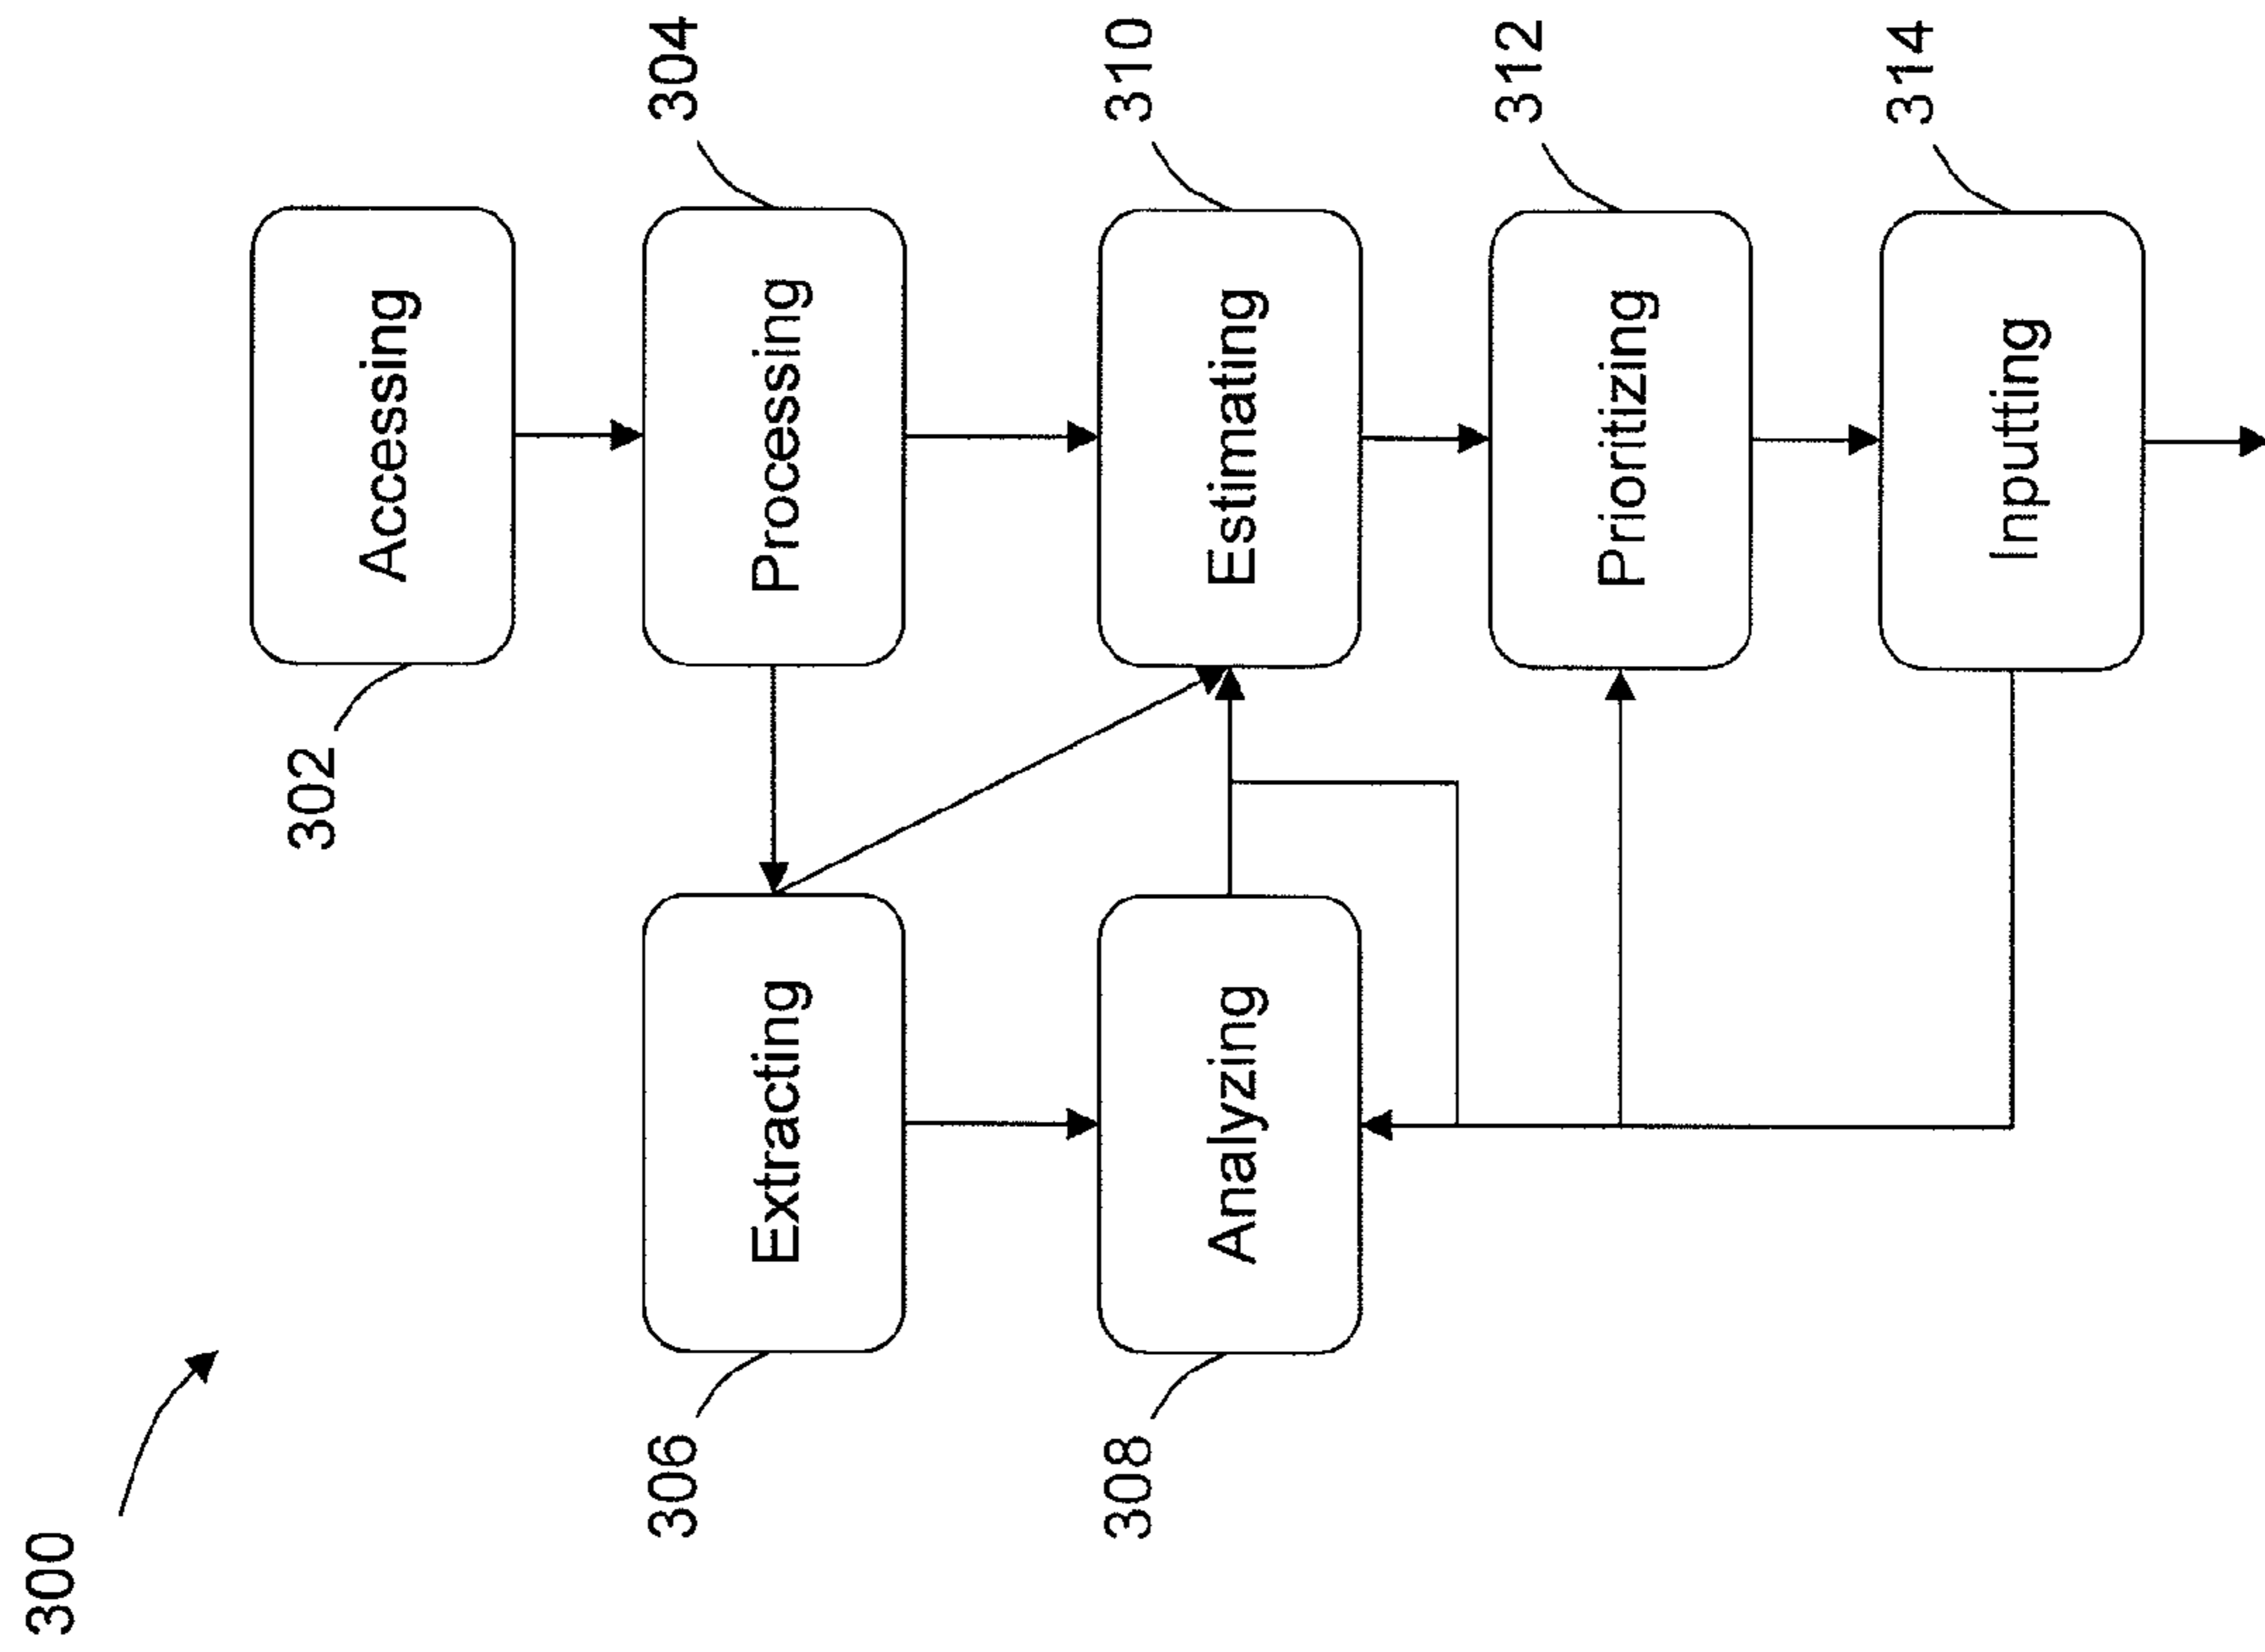 300
302
Accessing
304
Processing
306
Extracting
308
Analyzing
310
Estimating
312
Prioritizing
314
Inputting